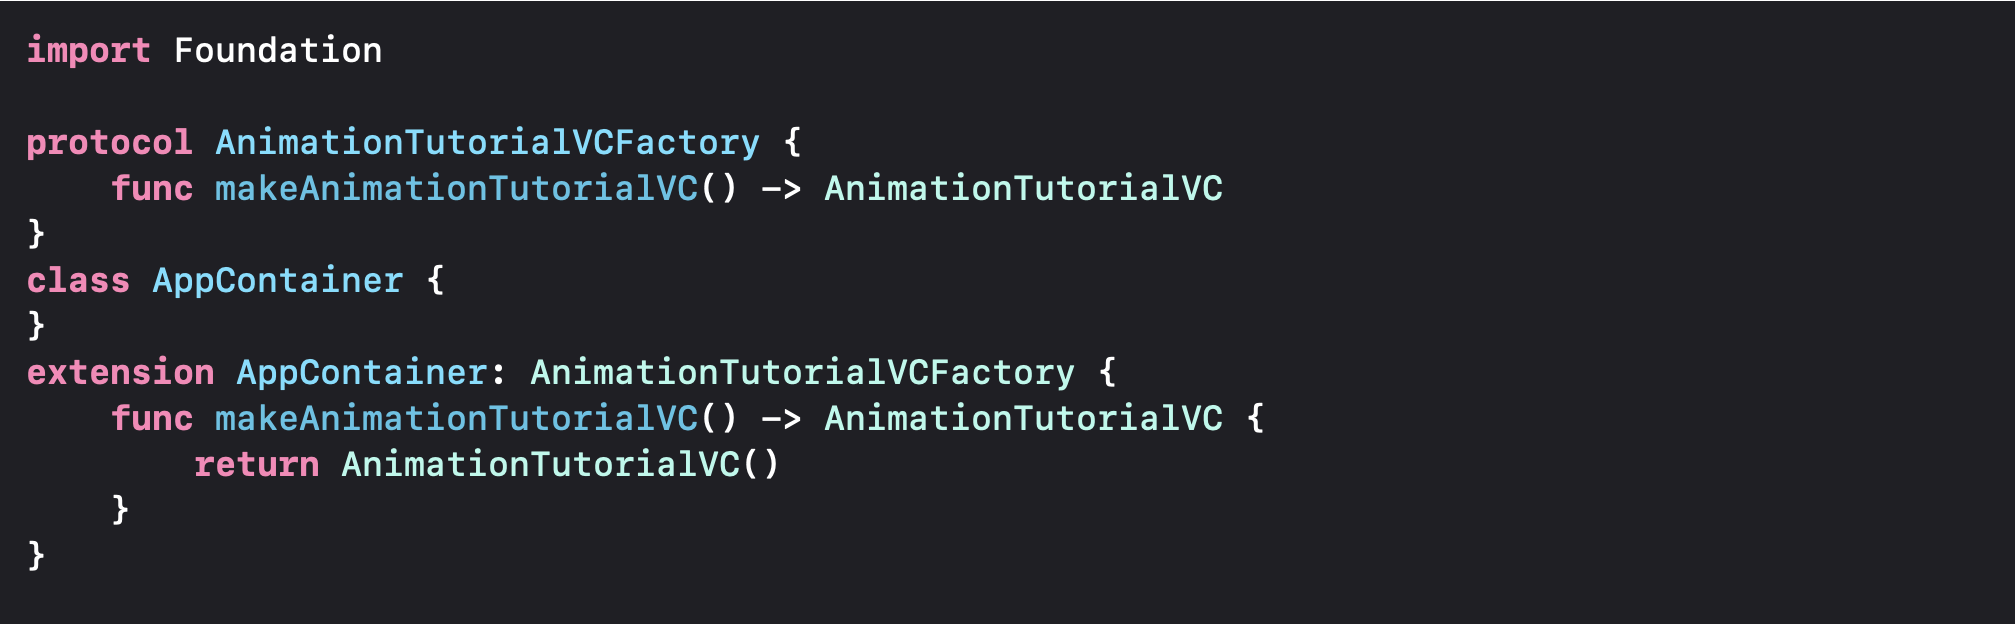 import Foundation
protocol AnimationTutorialVCFactory {
    func makeAnimationTutorialVC() -> AnimationTutorialVC
}
class AppContainer {
}
extension AppContainer: AnimationTutorialVCFactory {
    func makeAnimationTutorialVC() -> AnimationTutorialVC {
        return AnimationTutorialVC()
    }
}